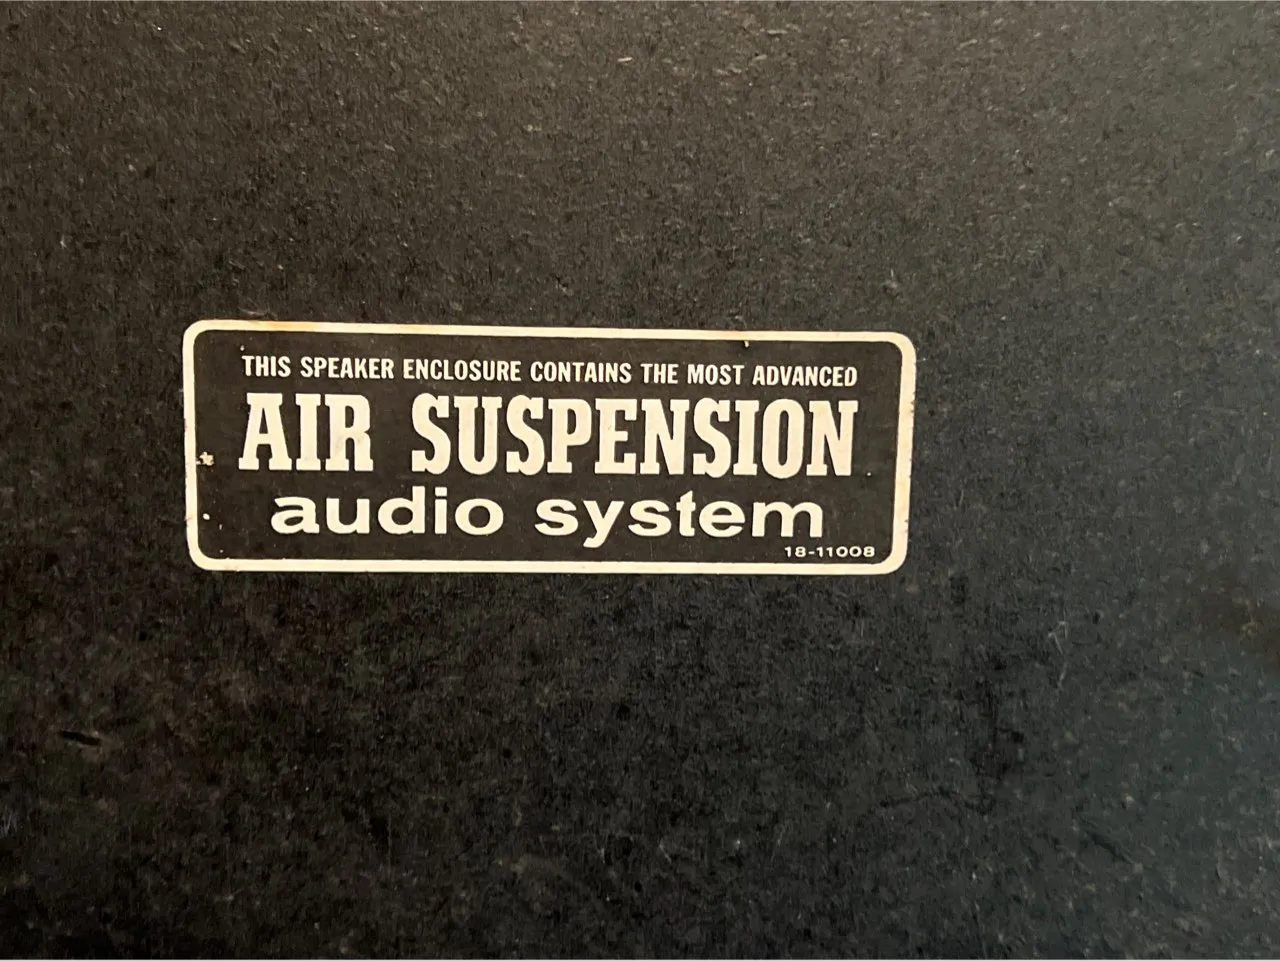 THIS SPEAKER ENCLOSURE CONTAINS THE MOST ADVANCED
AIR SUSPENSION
audio system
18-11008